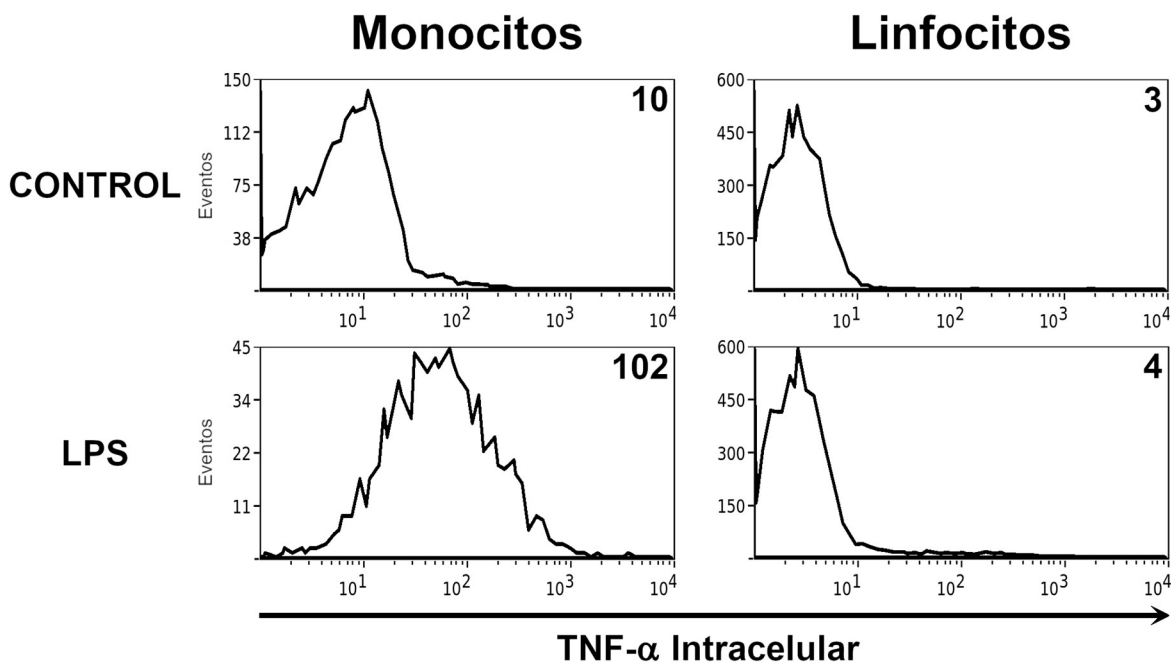 Monocitos
Linfocitos
CONTROL
Eventos
150
112
75
38
10
10¹ 10² 10³ 10⁴
600
450
300
150
3
10¹ 10² 10³ 10⁴
LPS
Eventos
45
34
22
11
102
10¹ 10² 10³ 10⁴
600
450
300
150
4
10¹ 10² 10³ 10⁴
TNF-α Intracelular